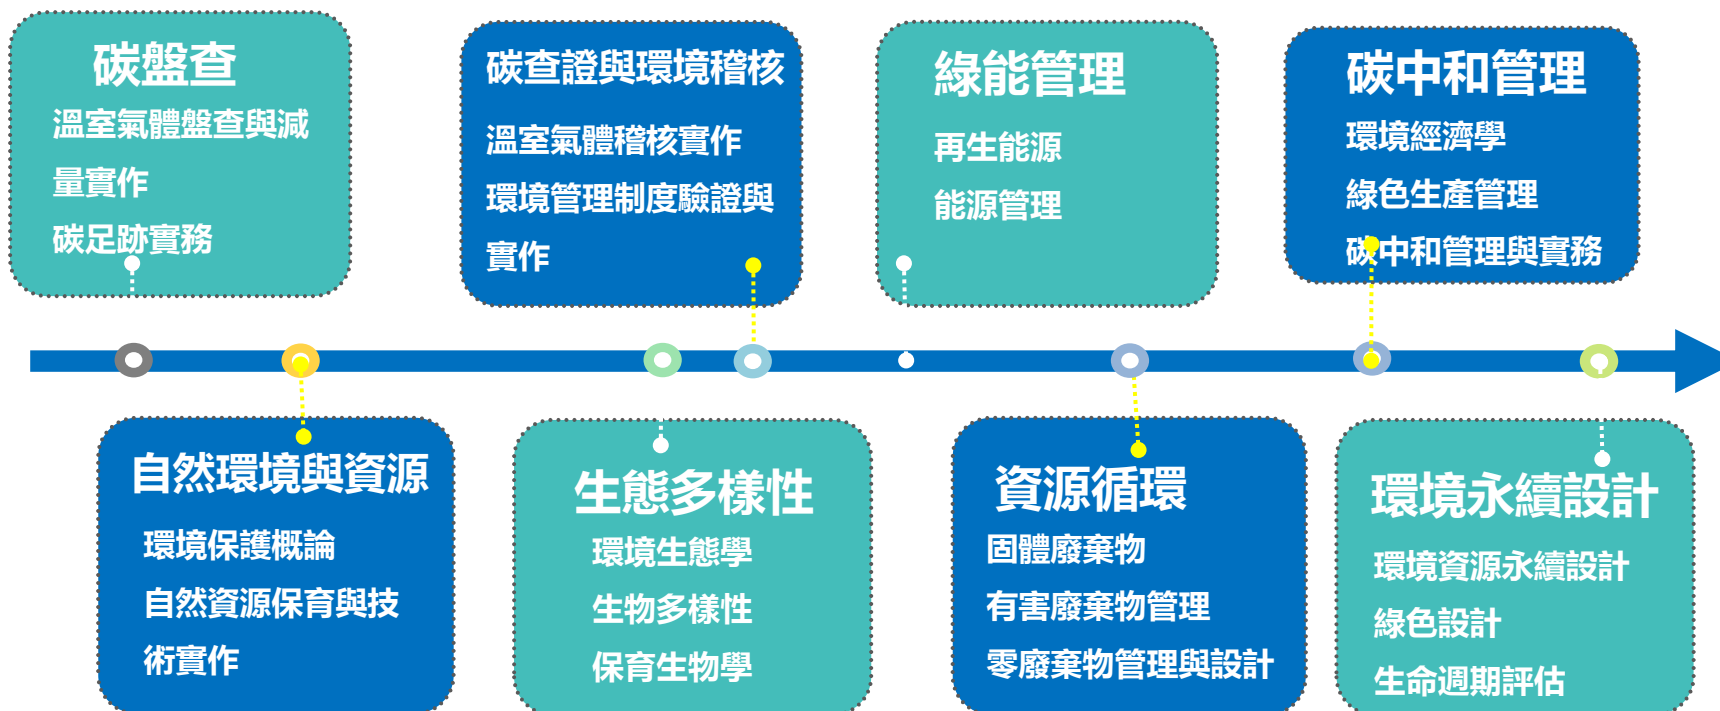 碳盤查
溫室氣體盤查與減
量實作
碳足跡實務
碳查證與環境稽核
溫室氣體稽核實作
環境管理制度驗證與
實作
綠能管理
再生能源
能源管理
碳中和管理
環境經濟學
綠色生產管理
碳中和管理與實務
自然環境與資源
環境保護概論
自然資源保育與技
術實作
生態多樣性
環境生態學
生物多樣性
保育生物學
資源循環
固體廢棄物
有害廢棄物管理
零廢棄物管理與設計
環境永續設計
環境資源永續設計
綠色設計
生命週期評估